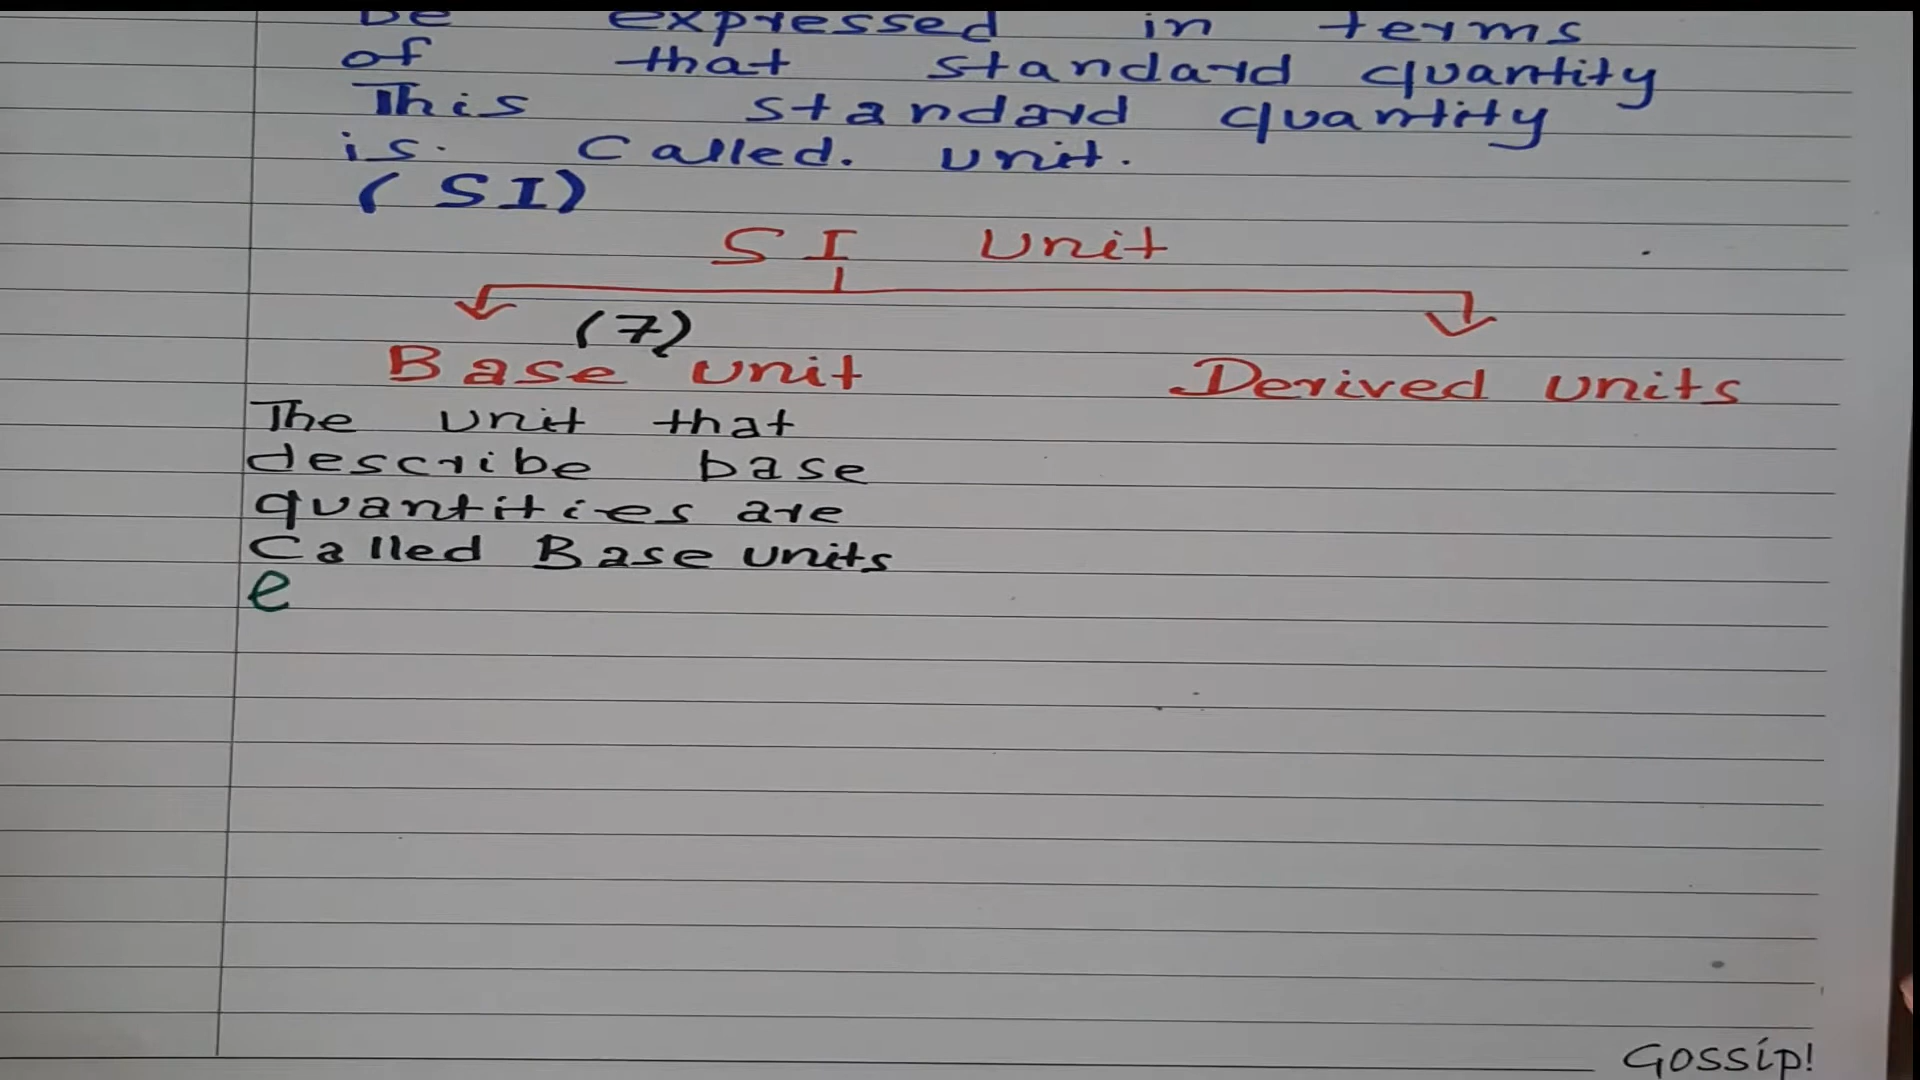 be expressed in terms
of that standard quantity
This standard quantity
is. Called. unit.
(SI)
SI Unit
(7)
Base unit
Derived units
The unit that
describe base
quantities are
Called Base units
e
Gossip!